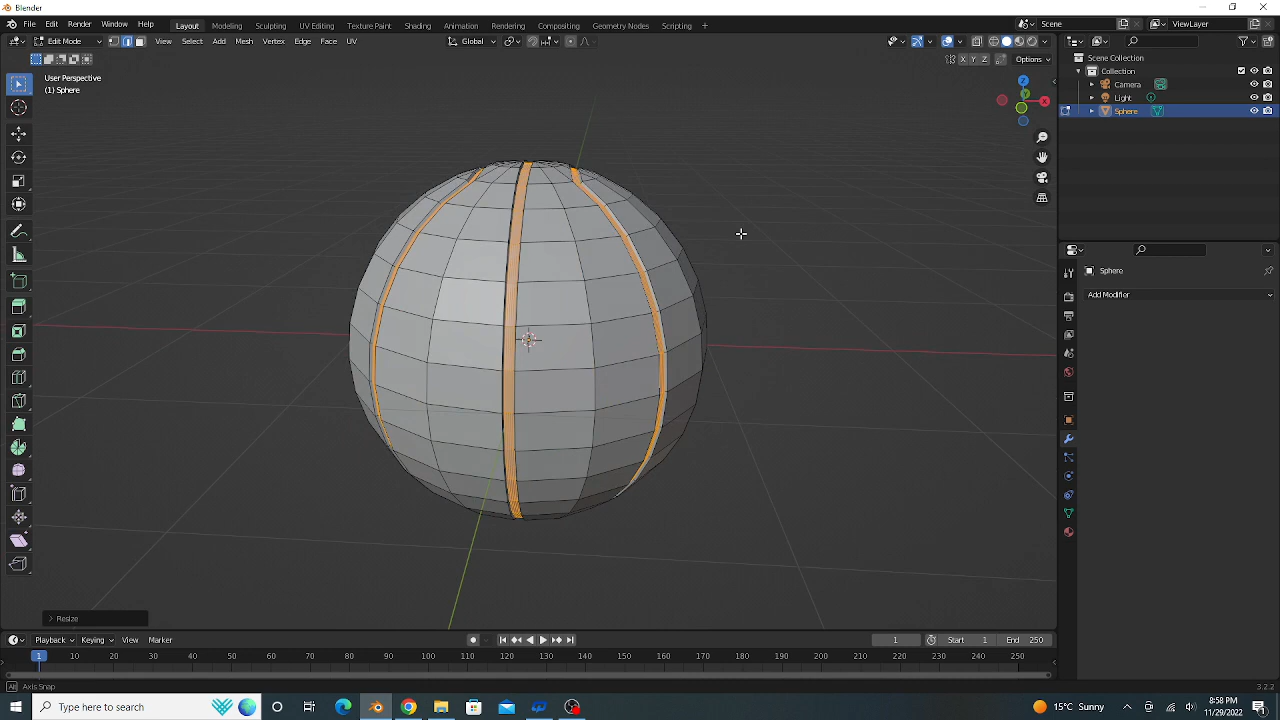 Blender
File Edit Render Window Help Layout Modeling Sculpting UV Editing Texture Paint Shading Animation Rendering Compositing Geometry Nodes Scripting + Scene ViewLayer
Edit Mode View Select Add Mesh Vertex Edge Face UV Global
X Y Z Options
User Perspective
(1) Sphere
Z
Y
X
Scene Collection
Collection
Camera
Light
Sphere
Sphere
Add Modifier
> Resize
Playback Keying View Marker 1 Start 1 End 250
1 10 20 30 40 50 60 70 80 90 100 110 120 130 140 150 160 170 180 190 200 210 220 230 240 250
Axis Snap 3.2.2
Type here to search 15°C Sunny 8:58 PM
11/29/2022